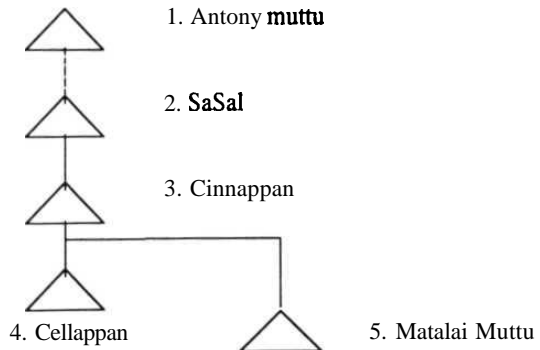 1. Antony muttu
2. SaSal
3. Cinnappan
4. Cellappan
5. Matalai Muttu